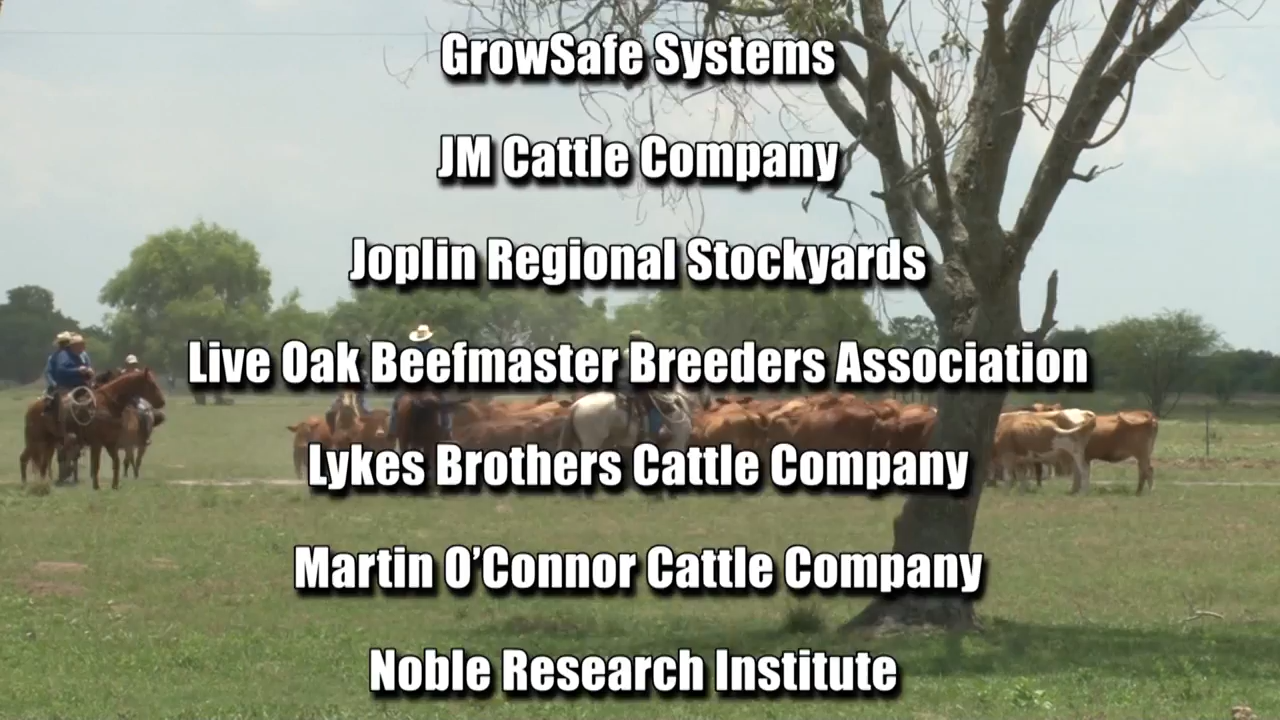 GrowSafe Systems
JM Cattle Company
Joplin Regional Stockyards
Live Oak Beefmaster Breeders Association
Lykes Brothers Cattle Company
Martin O’Connor Cattle Company
Noble Research Institute